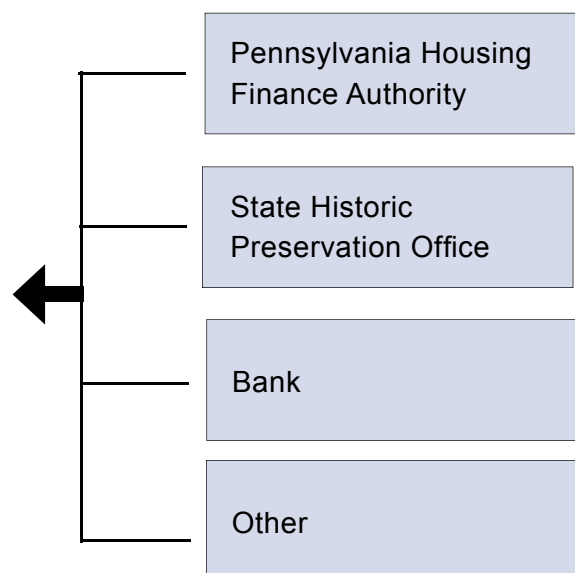 Pennsylvania Housing
Finance Authority
State Historic
Preservation Office
Bank
Other